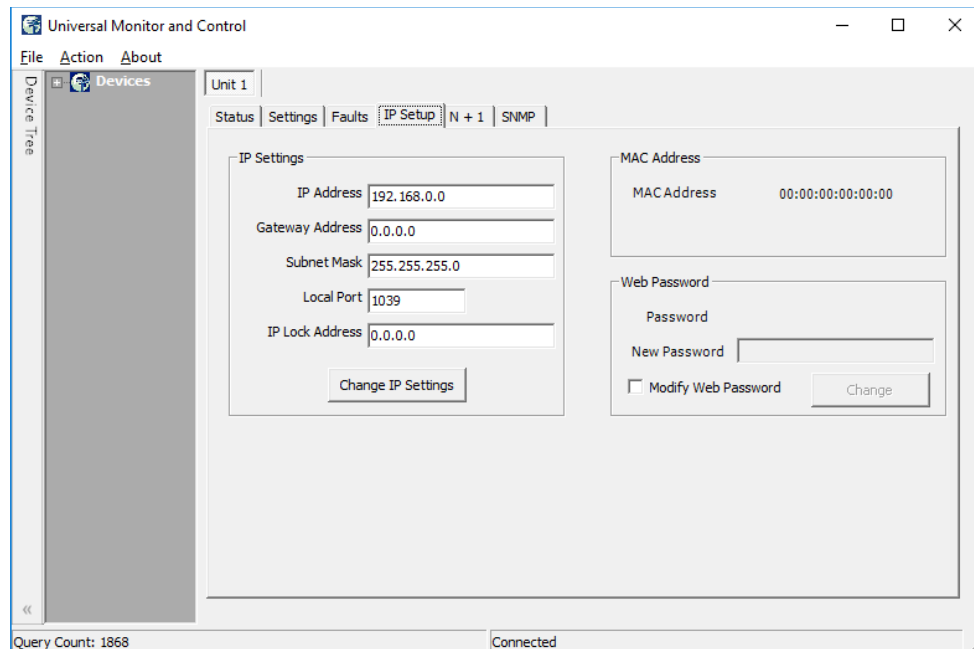 Universal Monitor and Control
File Action About
Device Tree
Devices
Unit 1
Status Settings Faults IP Setup N + 1 SNMP
IP Settings
IP Address 192.168.0.0
Gateway Address 0.0.0.0
Subnet Mask 255.255.255.0
Local Port 1039
IP Lock Address 0.0.0.0
Change IP Settings
MAC Address
MAC Address 00:00:00:00:00:00
Web Password
Password
New Password
Modify Web Password Change
Query Count: 1868 Connected